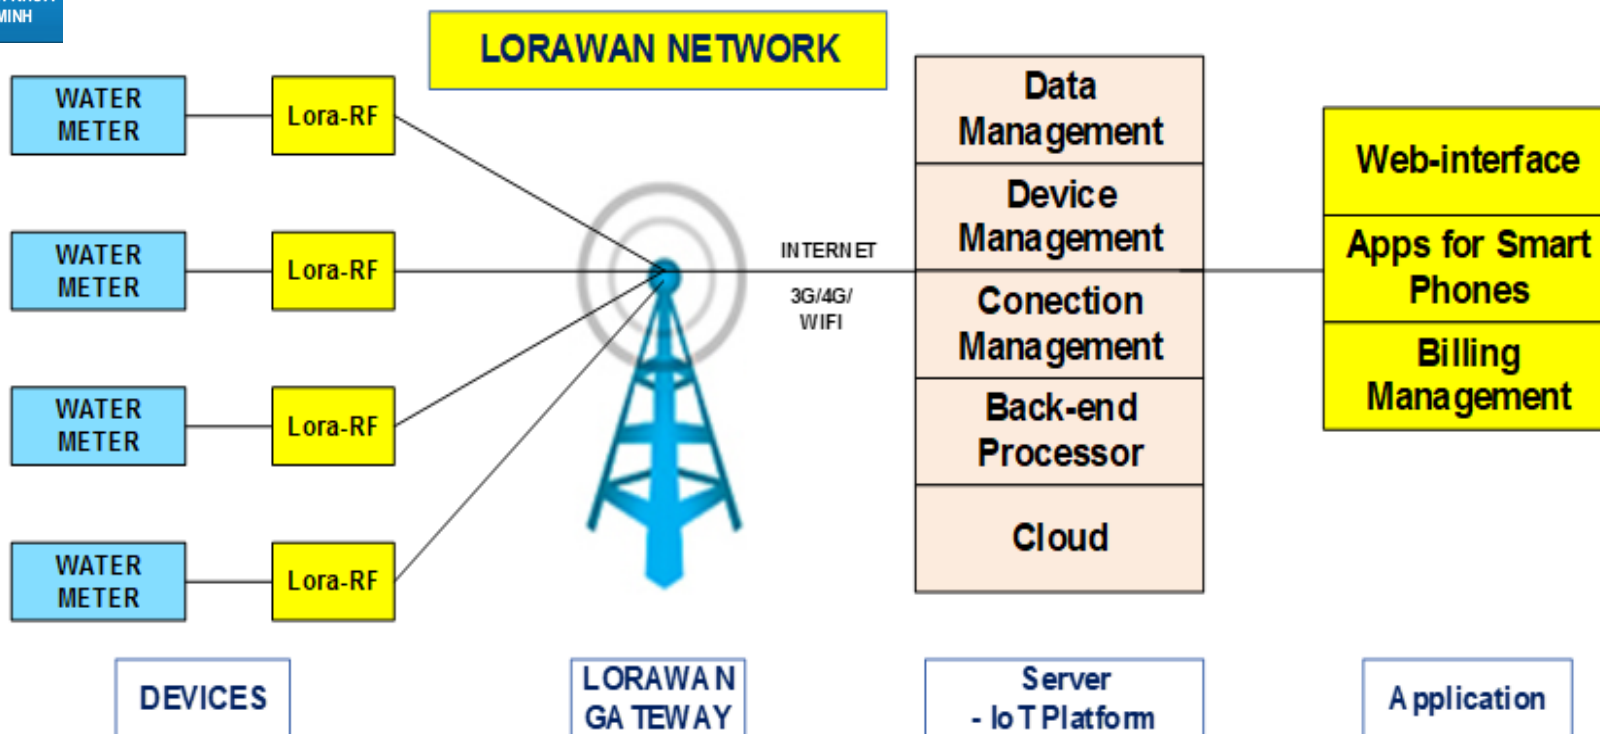 MINH
LORAWAN NETWORK
WATER
METER
Lora-RF
WATER
METER
Lora-RF
WATER
METER
Lora-RF
WATER
METER
Lora-RF
INTERNET
3G/4G/
WIFI
Data
Management
Device
Management
Conection
Management
Back-end
Processor
Cloud
Web-interface
Apps for Smart
Phones
Billing
Management
DEVICES
LORAWAN
GATEWAY
Server
- IoT Platform
Application